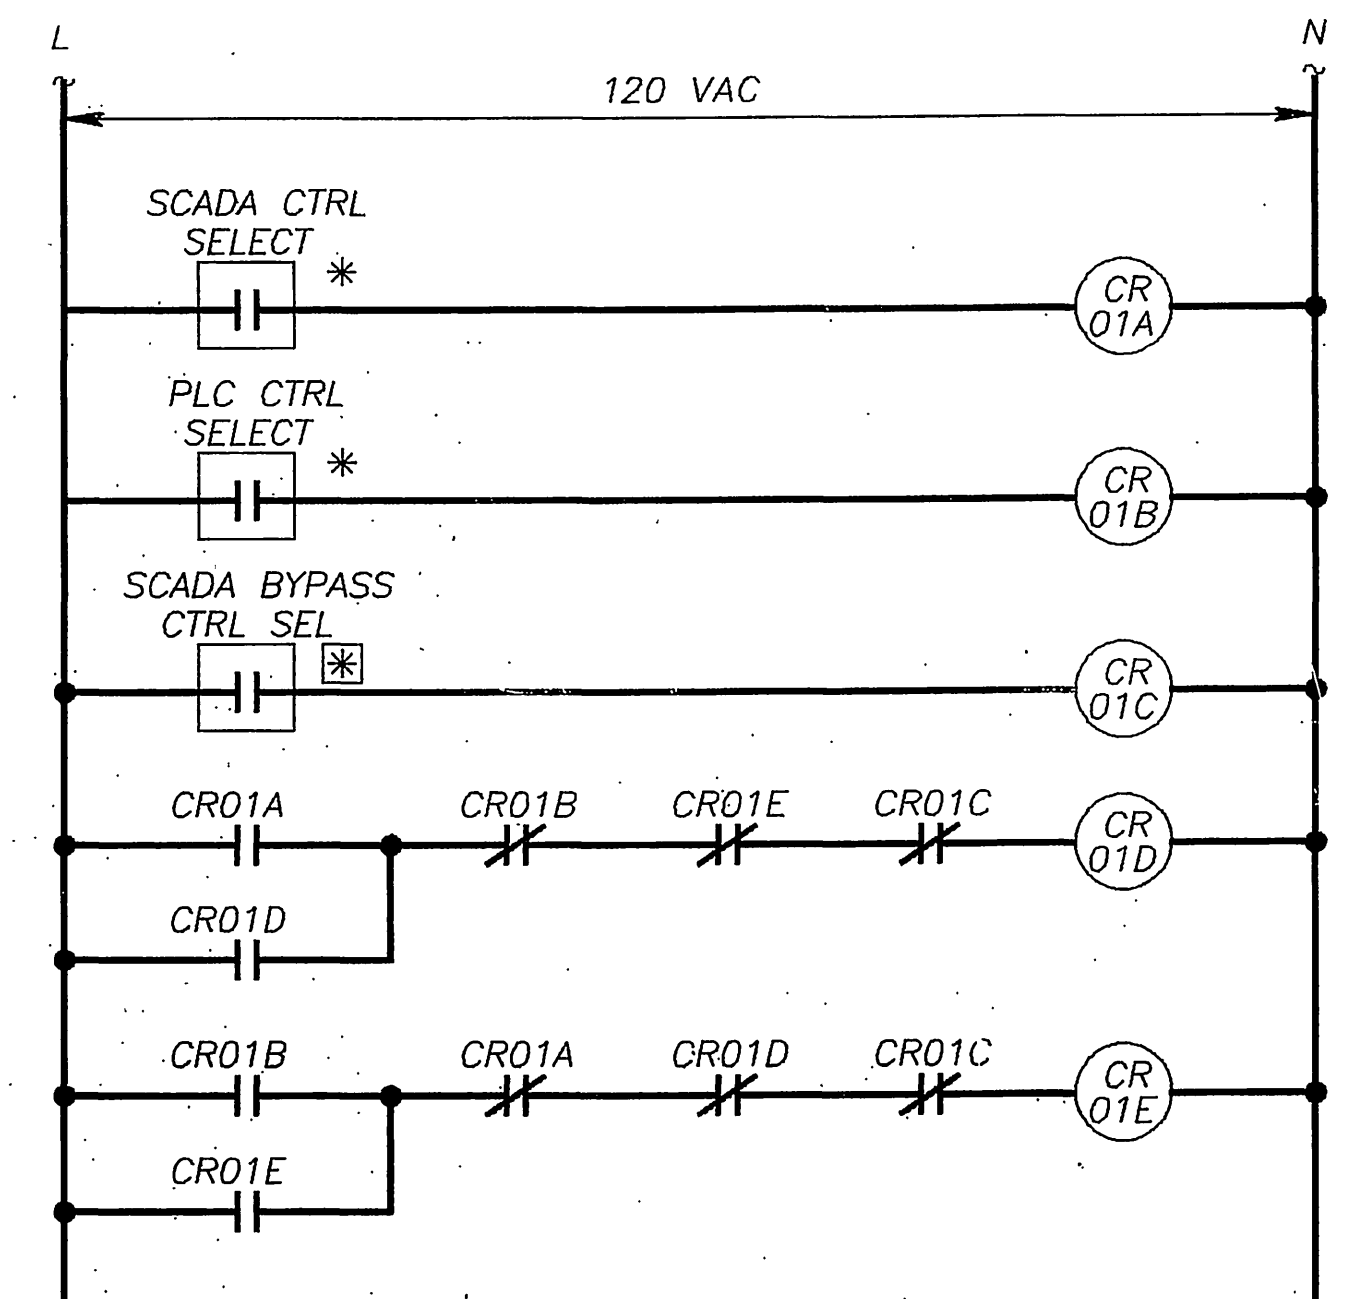 L
N
120 VAC
SCADA CTRL
SELECT
*
CR
01A
PLC CTRL
SELECT
*
CR
01B
SCADA BYPASS
CTRL SEL
*
CR
01C
CR01A
CR01B
CR01E
CR01C
CR
01D
CR01D
CR01B
CR01A
CR01D
CR01C
CR
01E
CR01E